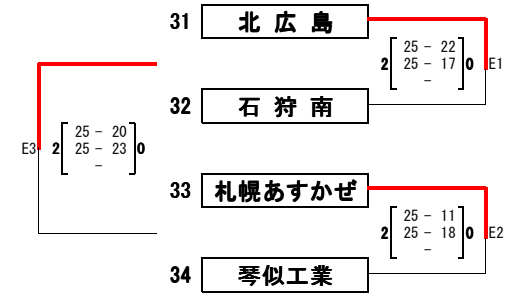 31 北 広 島
25 - 22
2 25 - 17 0 E1
-
32 石 狩 南
25 - 20
E3 2 25 - 23 0
-
33 札幌あすかぜ
25 - 11
2 25 - 18 0 E2
-
34 琴似工業